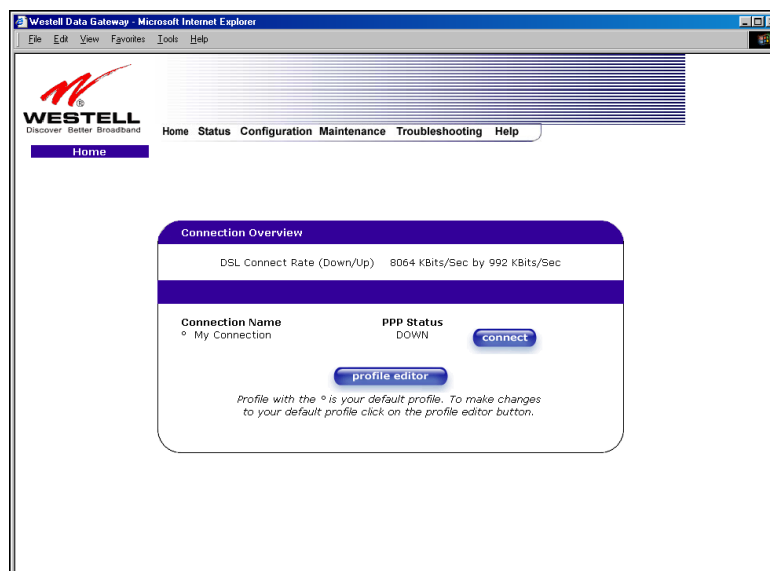 Westell Data Gateway - Microsoft Internet Explorer
File Edit View Favorites Tools Help
®
WESTELL
Discover Better Broadband
Home Status Configuration Maintenance Troubleshooting Help
Home
Connection Overview
DSL Connect Rate (Down/Up) 8064 KBits/Sec by 992 KBits/Sec
Connection Name PPP Status
° My Connection DOWN connect
profile editor
Profile with the ° is your default profile. To make changes
to your default profile click on the profile editor button.